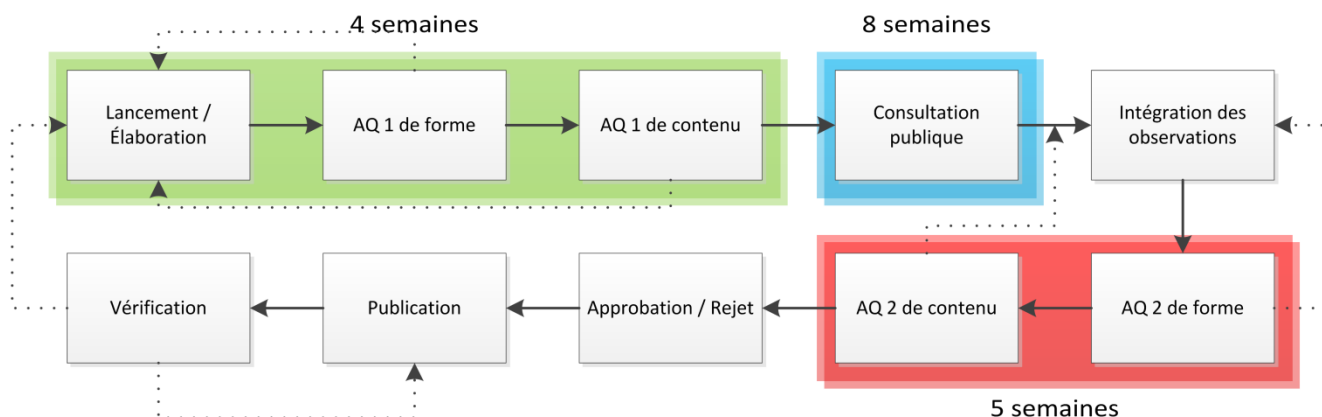 4 semaines
8 semaines
Lancement /
Élaboration
AQ 1 de forme
AQ 1 de contenu
Consultation
publique
Intégration des
observations
Vérification
Publication
Approbation / Rejet
AQ 2 de contenu
AQ 2 de forme
5 semaines